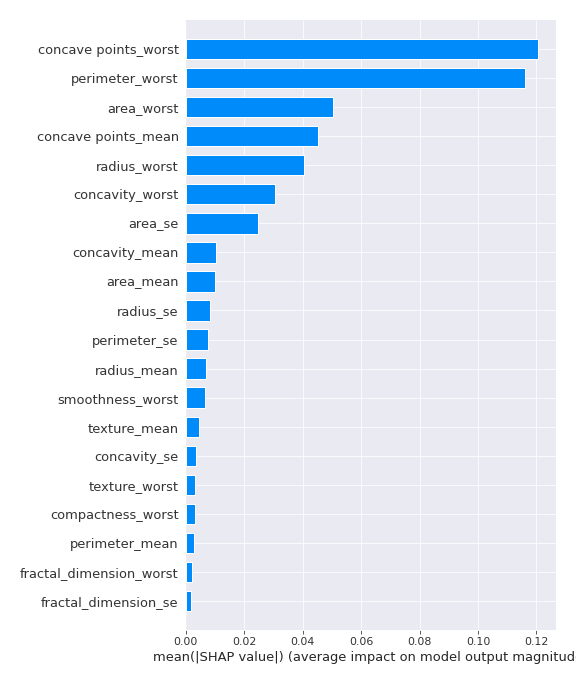 concave points_worst
perimeter_worst
area_worst
concave points_mean
radius_worst
concavity_worst
area_se
concavity_mean
area_mean
radius_se
perimeter_se
radius_mean
smoothness_worst
texture_mean
concavity_se
texture_worst
compactness_worst
perimeter_mean
fractal_dimension_worst
fractal_dimension_se
0.00 0.02 0.04 0.06 0.08 0.10 0.12
mean(|SHAP value|) (average impact on model output magnitud